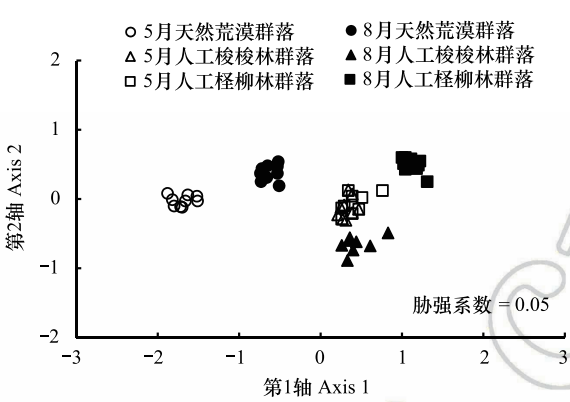 5月天然荒漠群落 8月天然荒漠群落
5月人工梭梭林群落 8月人工梭梭林群落
5月人工柽柳林群落 8月人工柽柳林群落
2
1
0
−1
−2
第2轴 Axis 2
胁强系数 = 0.05
−3 −2 −1 0 1 2 3
第1轴 Axis 1